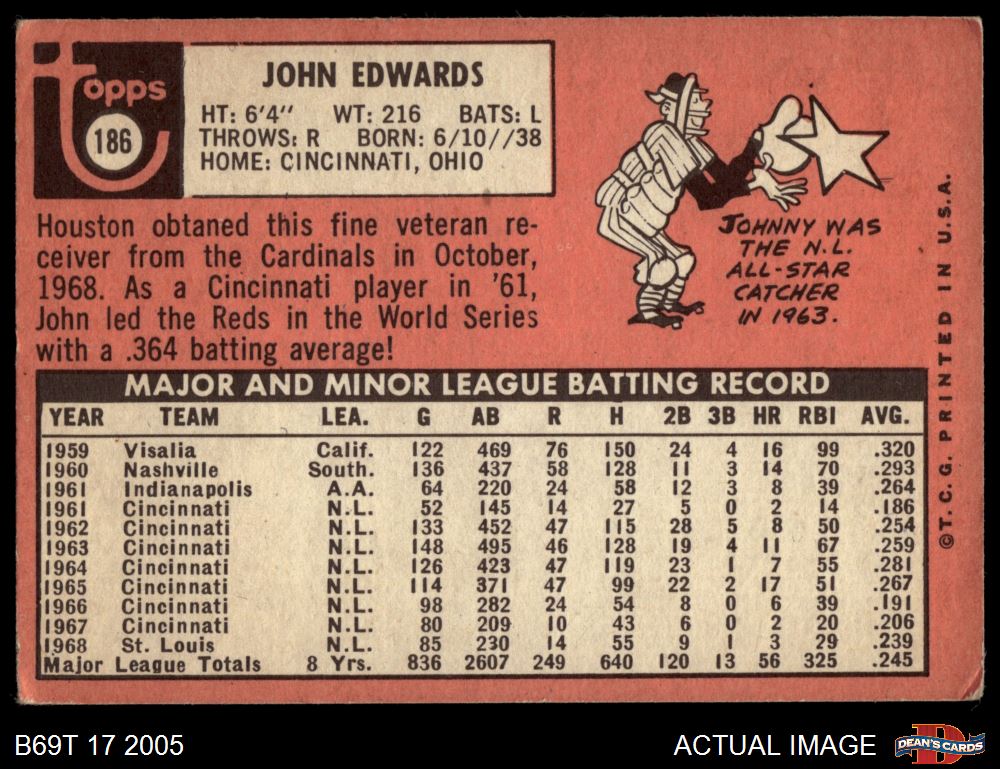 topps
186
JOHN EDWARDS
HT: 6'4" WT: 216 BATS: L
THROWS: R BORN: 6/10//38
HOME: CINCINNATI, OHIO
Houston obtaned this fine veteran re-
ceiver from the Cardinals in October,
1968. As a Cincinnati player in '61,
John led the Reds in the World Series
with a .364 batting average!
JOHNNY WAS
THE N.L.
ALL-STAR
CATCHER
IN 1963.
MAJOR AND MINOR LEAGUE BATTING RECORD
YEAR TEAM LEA. G AB R H 2B 3B HR RBI AVG.
1959 Visalia Calif. 122 469 76 150 24 4 16 99 .320
1960 Nashville South. 136 437 58 128 11 3 14 70 .293
1961 Indianapolis A.A. 64 220 24 58 12 3 8 39 .264
1961 Cincinnati N.L. 52 145 14 27 5 0 2 14 .186
1962 Cincinnati N.L. 133 452 47 115 28 5 8 50 .254
1963 Cincinnati N.L. 148 495 46 128 19 4 11 67 .259
1964 Cincinnati N.L. 126 423 47 119 23 1 7 55 .281
1965 Cincinnati N.L. 114 371 47 99 22 2 17 51 .267
1966 Cincinnati N.L. 98 282 24 54 8 0 6 39 .191
1967 Cincinnati N.L. 80 209 10 43 6 0 2 20 .206
1968 St. Louis N.L. 85 230 14 55 9 1 3 29 .239
Major League Totals 8 Yrs. 836 2607 249 640 120 13 56 325 .245
©T. C. G. PRINTED IN U.S.A.
B69T 17 2005
ACTUAL IMAGE
D
DEAN'S CARDS